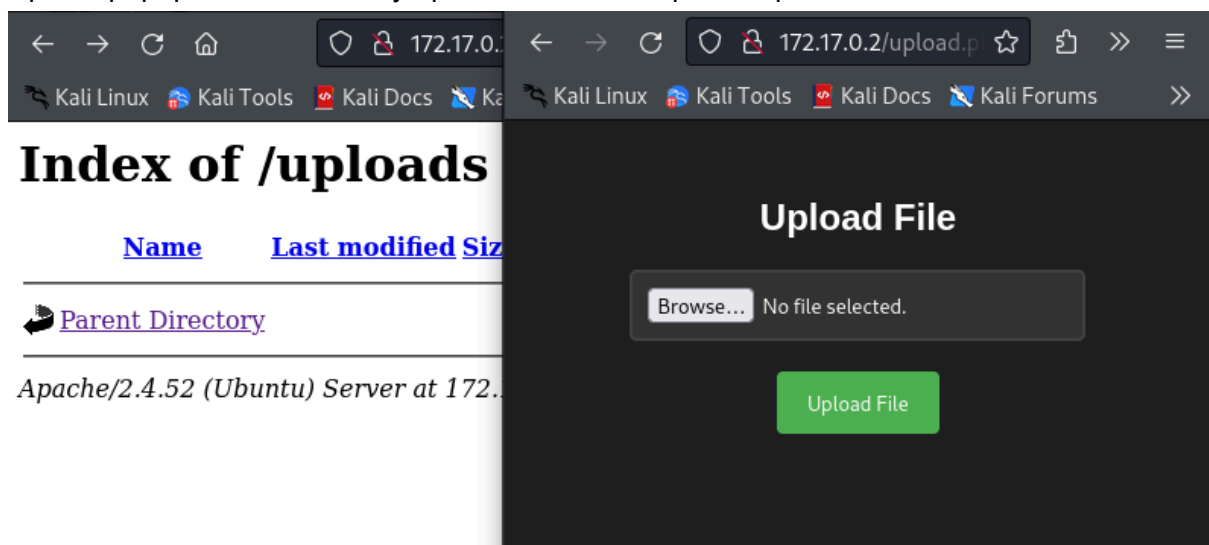 172.17.0.
Kali Linux Kali Tools Kali Docs Ka
Index of /uploads
Name Last modified Siz
Parent Directory
Apache/2.4.52 (Ubuntu) Server at 172.
172.17.0.2/upload.p
Kali Linux Kali Tools Kali Docs Kali Forums
Upload File
Browse... No file selected.
Upload File